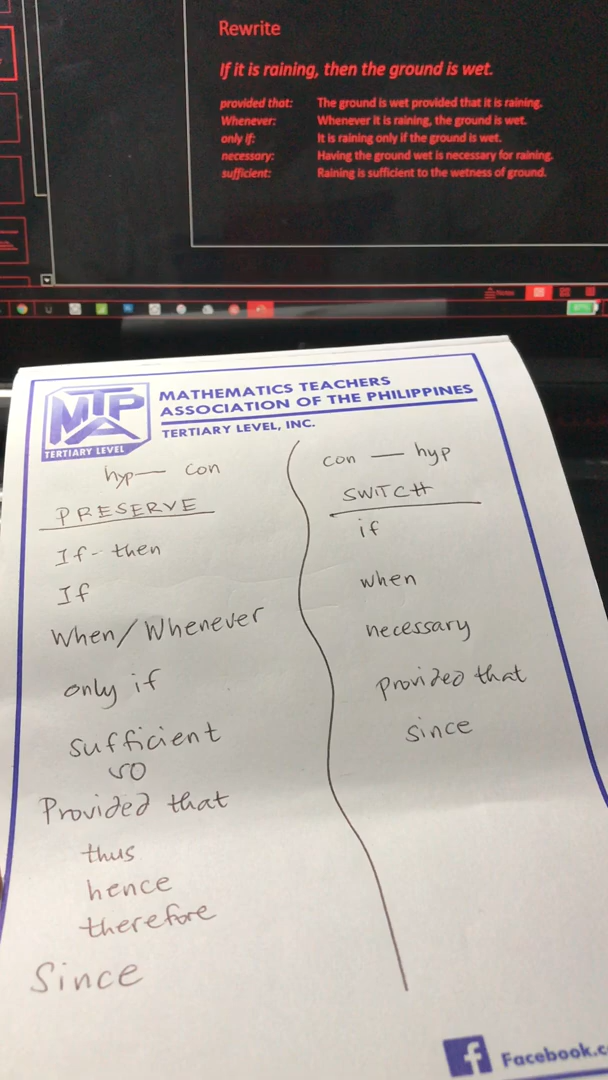 Rewrite
If it is raining, then the ground is wet.
provided that: The ground is wet provided that it is raining.
Whenever: Whenever it is raining, the ground is wet.
only if: It is raining only if the ground is wet.
necessary: Having the ground wet is necessary for raining.
sufficient: Raining is sufficient to the wetness of ground.
Notes
MTAP
TERTIARY LEVEL
MATHEMATICS TEACHERS
ASSOCIATION OF THE PHILIPPINES
TERTIARY LEVEL, INC.
hyp — con
PRESERVE
If - then
If
When/Whenever
only if
sufficient
so
Provided that
thus
hence
therefore
Since
con — hyp
SWITCH
if
when
necessary
provided that
since
f Facebook.c